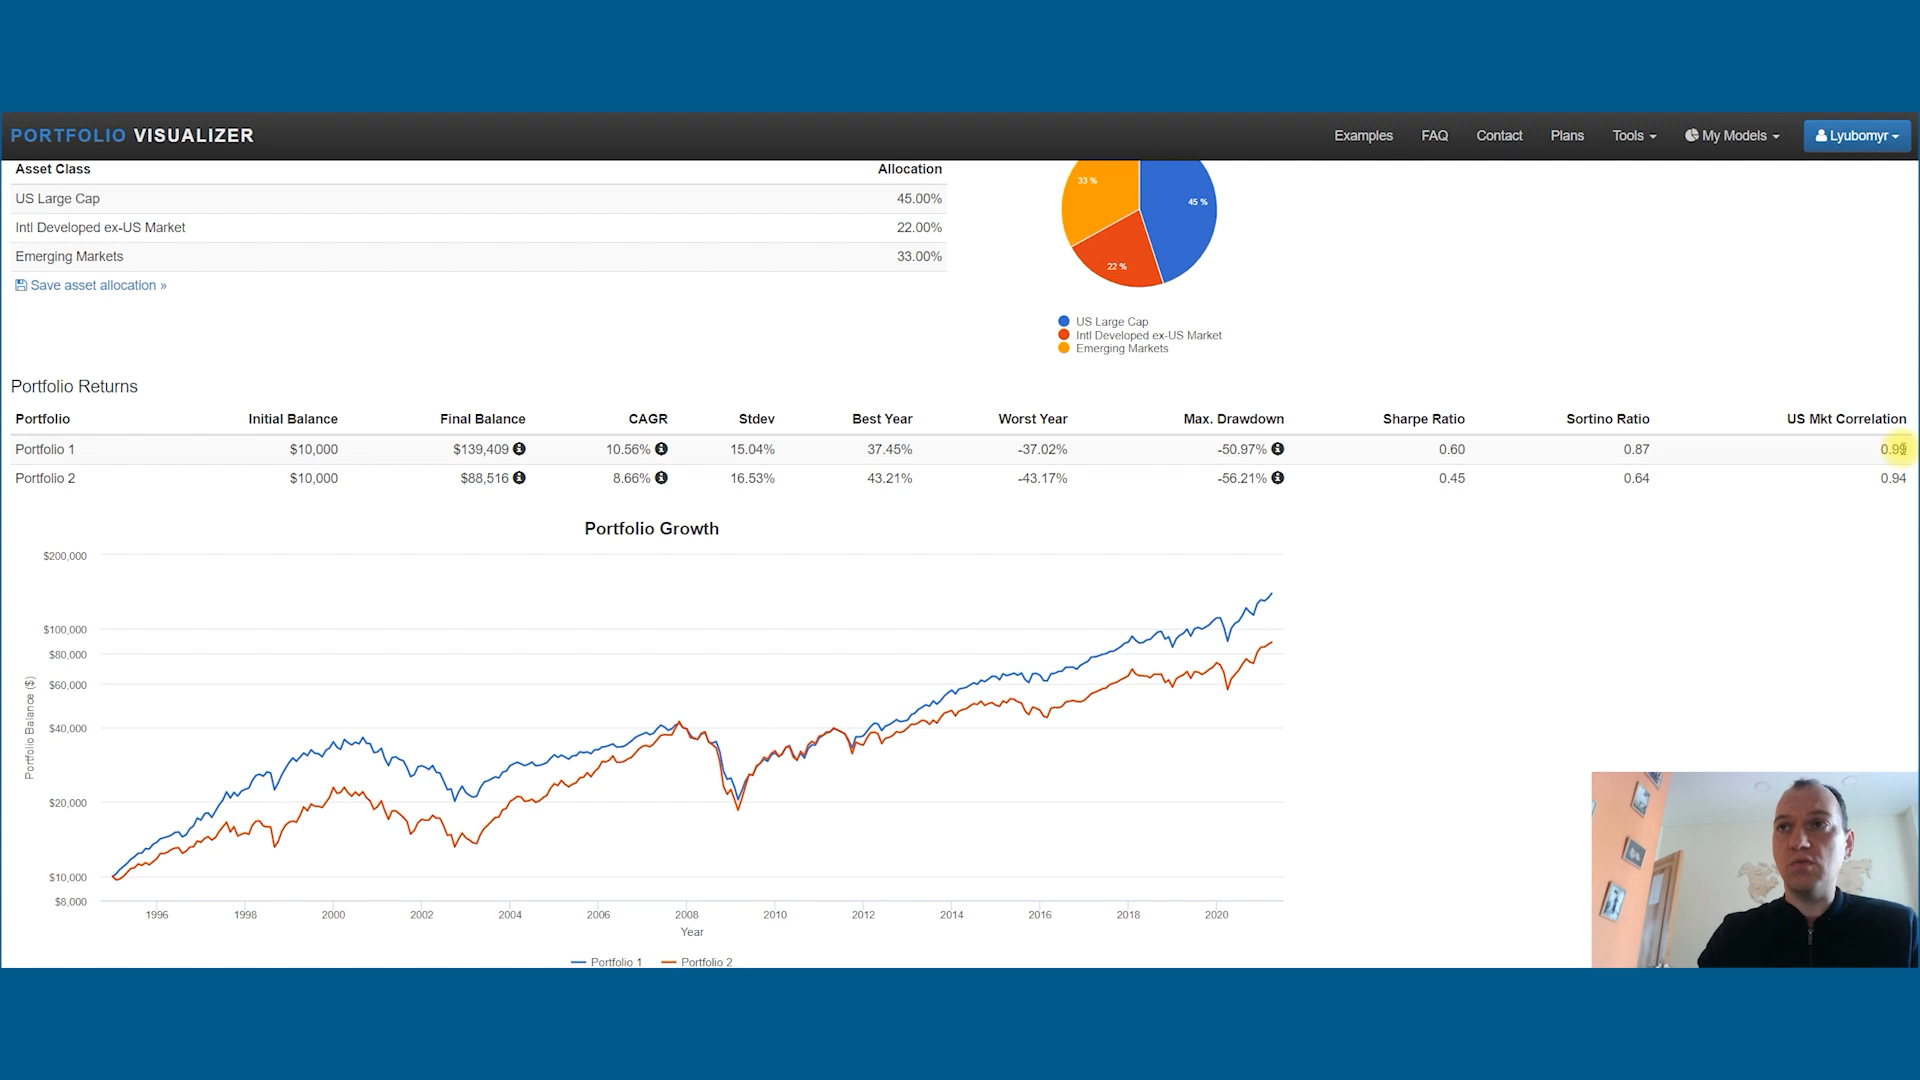 PORTFOLIO VISUALIZER Examples FAQ Contact Plans Tools My Models Lyubomyr
Asset Class Allocation
US Large Cap 45.00%
Intl Developed ex-US Market 22.00%
Emerging Markets 33.00%
Save asset allocation »
33 %
45 %
22 %
US Large Cap
Intl Developed ex-US Market
Emerging Markets
Portfolio Returns
Portfolio Initial Balance Final Balance CAGR Stdev Best Year Worst Year Max. Drawdown Sharpe Ratio Sortino Ratio US Mkt Correlation
Portfolio 1 $10,000 $139,409 10.56% 15.04% 37.45% -37.02% -50.97% 0.60 0.87 0.99
Portfolio 2 $10,000 $88,516 8.66% 16.53% 43.21% -43.17% -56.21% 0.45 0.64 0.94
Portfolio Growth
Portfolio Balance ($)
$200,000
$100,000
$80,000
$60,000
$40,000
$20,000
$10,000
$8,000
1996 1998 2000 2002 2004 2006 2008 2010 2012 2014 2016 2018 2020
Year
Portfolio 1 Portfolio 2